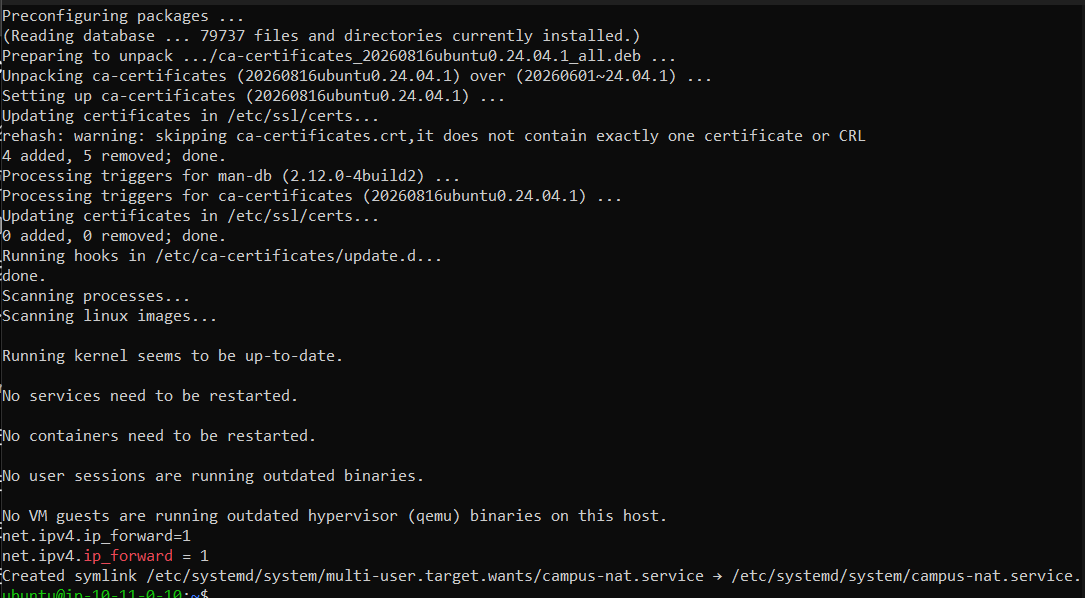 Preconfiguring packages ...
(Reading database ... 79737 files and directories currently installed.)
Preparing to unpack .../ca-certificates_20260816ubuntu0.24.04.1_all.deb ...
Unpacking ca-certificates (20260816ubuntu0.24.04.1) over (20260601~24.04.1) ...
Setting up ca-certificates (20260816ubuntu0.24.04.1) ...
Updating certificates in /etc/ssl/certs...
rehash: warning: skipping ca-certificates.crt,it does not contain exactly one certificate or CRL
4 added, 5 removed; done.
Processing triggers for man-db (2.12.0-4build2) ...
Processing triggers for ca-certificates (20260816ubuntu0.24.04.1) ...
Updating certificates in /etc/ssl/certs...
0 added, 0 removed; done.
Running hooks in /etc/ca-certificates/update.d...
done.
Scanning processes...
Scanning linux images...
Running kernel seems to be up-to-date.
No services need to be restarted.
No containers need to be restarted.
No user sessions are running outdated binaries.
No VM guests are running outdated hypervisor (qemu) binaries on this host.
net.ipv4.ip_forward=1
net.ipv4.ip_forward = 1
Created symlink /etc/systemd/system/multi-user.target.wants/campus-nat.service → /etc/systemd/system/campus-nat.service.
ubuntu@ip-10-11-0-10:~$